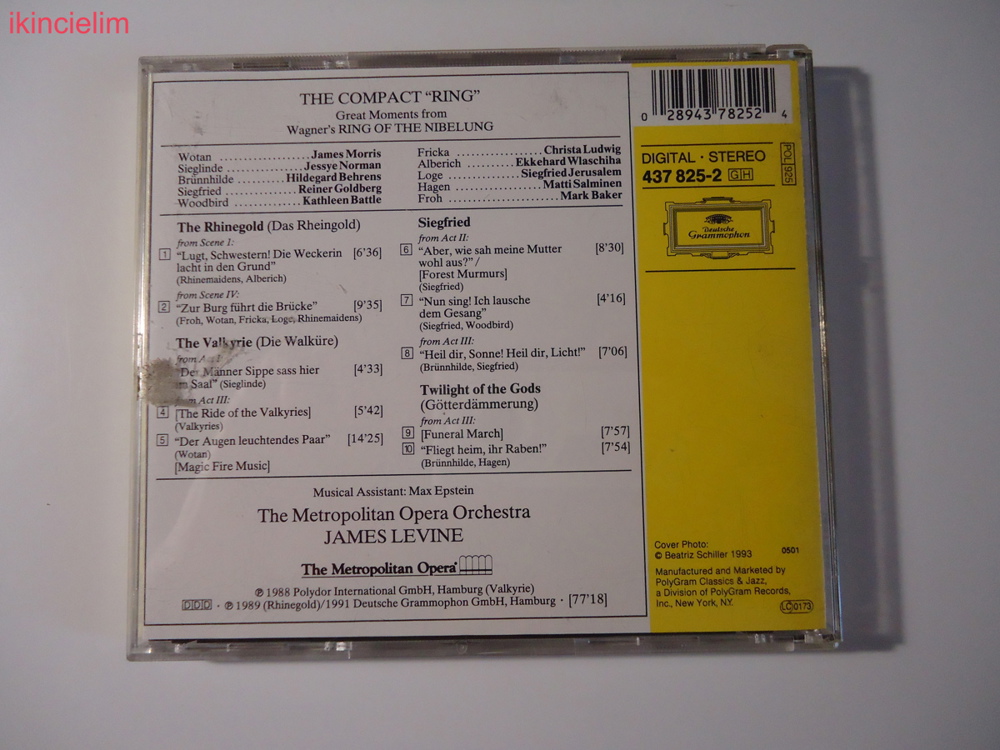 ikincielim
THE COMPACT “RING”
Great Moments from
Wagner's RING OF THE NIBELUNG
Wotan .................. James Morris
Sieglinde ................ Jessye Norman
Brünnhilde ........... Hildegard Behrens
Siegfried ............... Reiner Goldberg
Woodbird .............. Kathleen Battle
Fricka .................. Christa Ludwig
Alberich .......... Ekkehard Wlaschiha
Loge ............... Siegfried Jerusalem
Hagen .................. Matti Salminen
Froh ....................... Mark Baker
The Rhinegold (Das Rheingold)
from Scene I:
1 “Lugt, Schwestern! Die Weckerin [6'36]
lacht in den Grund”
(Rhinemaidens, Alberich)
from Scene IV:
2 “Zur Burg führt die Brücke” [9'35]
(Froh, Wotan, Fricka, Loge, Rhinemaidens)
The Valkyrie (Die Walküre)
from Act I
“Der Männer Sippe sass hier [4'33]
Saal” (Sieglinde)
from Act III:
4 [The Ride of the Valkyries] [5'42]
(Valkyries)
5 “Der Augen leuchtendes Paar” [14'25]
(Wotan)
[Magic Fire Music]
Siegfried
from Act II:
6 “Aber, wie sah meine Mutter [8'30]
wohl aus?” /
[Forest Murmurs]
(Siegfried)
7 “Nun sing! Ich lausche [4'16]
dem Gesang”
(Siegfried, Woodbird)
from Act III:
8 “Heil dir, Sonne! Heil dir, Licht!” [7'06]
(Brünnhilde, Siegfried)
Twilight of the Gods
(Götterdämmerung)
from Act III:
9 [Funeral March] [7'57]
10 “Fliegt heim, ihr Raben!” [7'54]
(Brünnhilde, Hagen)
Musical Assistant: Max Epstein
The Metropolitan Opera Orchestra
JAMES LEVINE
The Metropolitan Opera
℗ 1988 Polydor International GmbH, Hamburg (Valkyrie)
DDD · ℗ 1989 (Rhinegold)/1991 Deutsche Grammophon GmbH, Hamburg · [77'18]
0 28943 78252 4
DIGITAL · STEREO
437 825-2 GH
POL 925
Deutsche
Grammophon
Cover Photo:
© Beatriz Schiller 1993 0501
Manufactured and Marketed by
PolyGram Classics & Jazz,
a Division of PolyGram Records,
Inc., New York, NY.
LC 0173